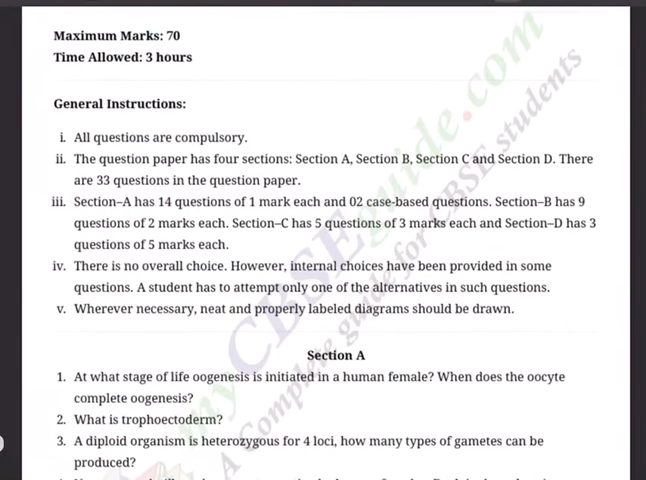 Maximum Marks: 70
Time Allowed: 3 hours
General Instructions:
i. All questions are compulsory.
ii. The question paper has four sections: Section A, Section B, Section C and Section D. There
are 33 questions in the question paper.
iii. Section–A has 14 questions of 1 mark each and 02 case-based questions. Section–B has 9
questions of 2 marks each. Section–C has 5 questions of 3 marks each and Section–D has 3
questions of 5 marks each.
iv. There is no overall choice. However, internal choices have been provided in some
questions. A student has to attempt only one of the alternatives in such questions.
v. Wherever necessary, neat and properly labeled diagrams should be drawn.
Section A
1. At what stage of life oogenesis is initiated in a human female? When does the oocyte
complete oogenesis?
2. What is trophoectoderm?
3. A diploid organism is heterozygous for 4 loci, how many types of gametes can be
produced?
myCBSEguide.com
A Complete guide for CBSE students